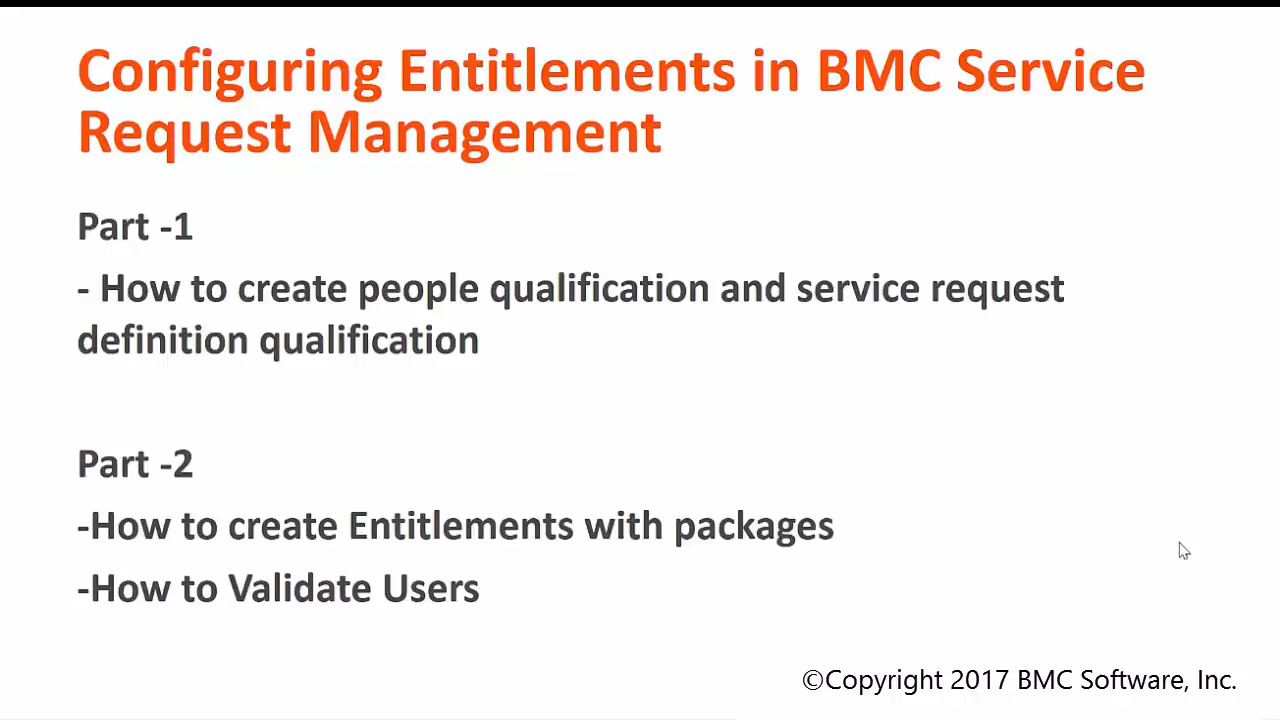 Configuring Entitlements in BMC Service
Request Management
Part -1
- How to create people qualification and service request
definition qualification
Part -2
-How to create Entitlements with packages
-How to Validate Users
©Copyright 2017 BMC Software, Inc.